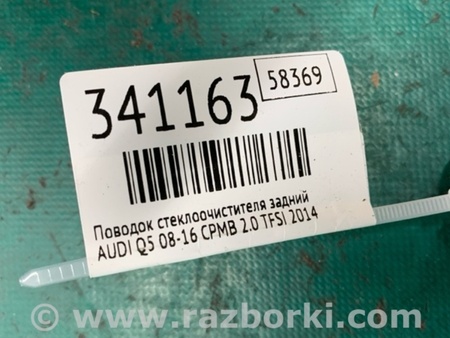 341163 58369
Поводок стеклоочистителя задний
AUDI Q5 08-16 CPMB 2.0 TFSI 2014
© www.razborki.com